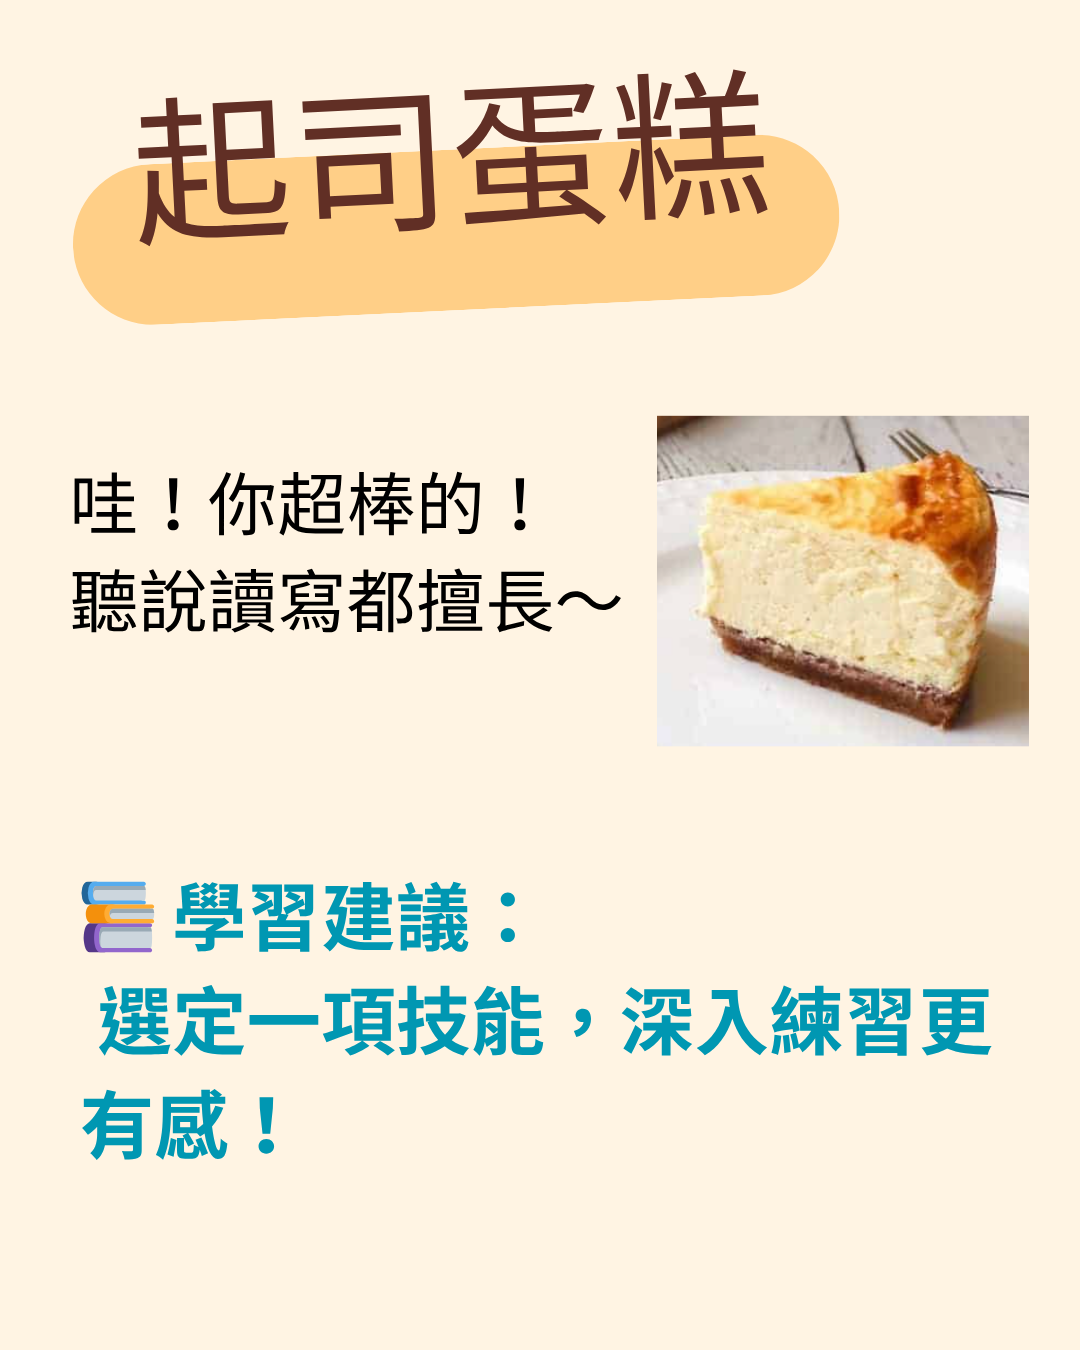 起司蛋糕
哇！你超棒的！
聽說讀寫都擅長～
📚 學習建議：
選定一項技能，深入練習更
有感！